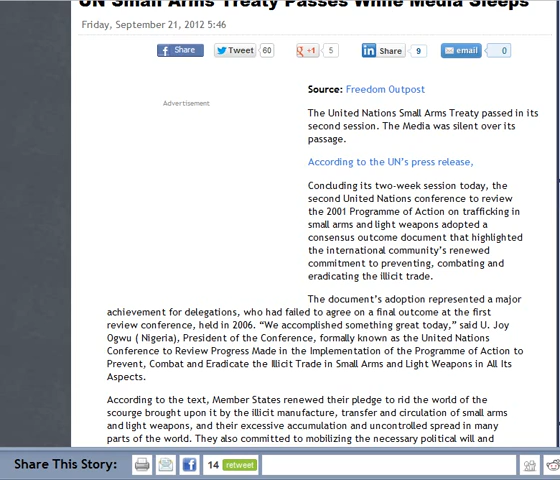 UN Small Arms Treaty Passes While Media Sleeps
Friday, September 21, 2012 5:46
Share
Tweet 60
+1 5
in Share 9
email 0
Source: Freedom Outpost
Advertisement
The United Nations Small Arms Treaty passed in its
second session. The Media was silent over its
passage.
According to the UN’s press release,
Concluding its two-week session today, the
second United Nations conference to review
the 2001 Programme of Action on trafficking in
small arms and light weapons adopted a
consensus outcome document that highlighted
the international community’s renewed
commitment to preventing, combating and
eradicating the illicit trade.
The document’s adoption represented a major
achievement for delegations, who had failed to agree on a final outcome at the first
review conference, held in 2006. “We accomplished something great today,” said U. Joy
Ogwu ( Nigeria), President of the Conference, formally known as the United Nations
Conference to Review Progress Made in the Implementation of the Programme of Action to
Prevent, Combat and Eradicate the Illicit Trade in Small Arms and Light Weapons in All Its
Aspects.
According to the text, Member States renewed their pledge to rid the world of the
scourge brought upon it by the illicit manufacture, transfer and circulation of small arms
and light weapons, and their excessive accumulation and uncontrolled spread in many
parts of the world. They also committed to mobilizing the necessary political will and
Share This Story:
14 retweet